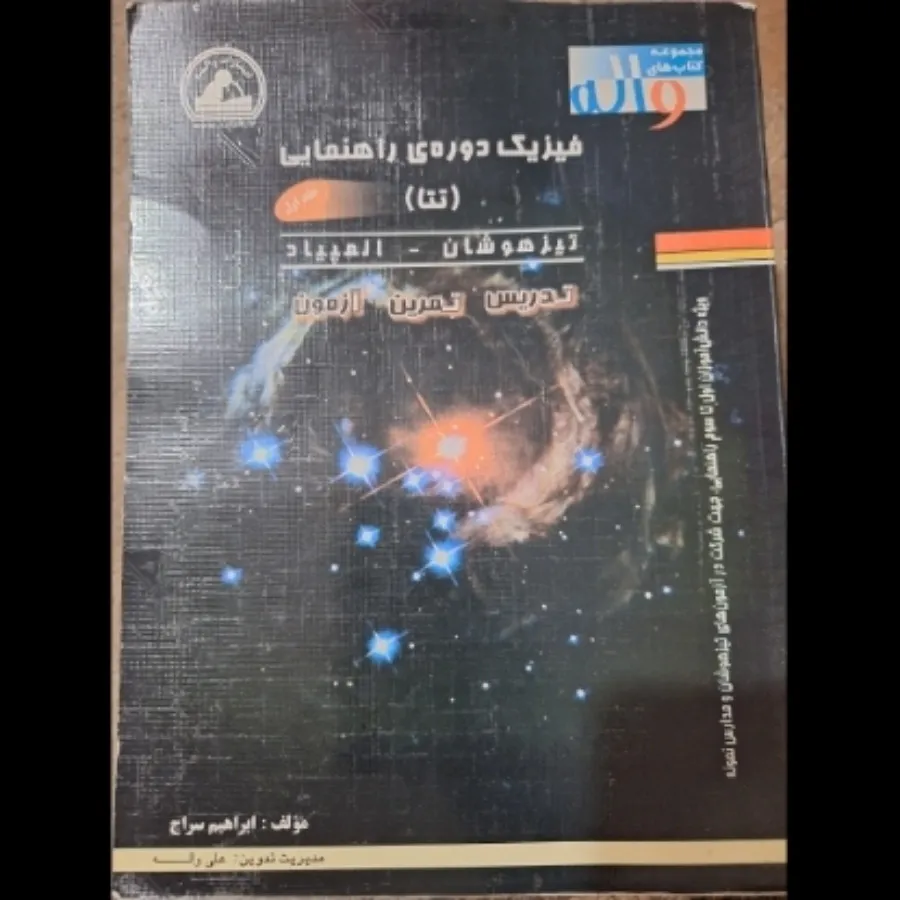 مجموعه
کتاب‌های
واله
فیزیک دوره‌ی راهنمایی
(تتا)
جلد اول
تیزهوشان - المپیاد
تدریس تمرین آزمون
ویژه دانش‌آموزان اول تا سوم راهنمایی جهت شرکت در آزمون‌های تیزهوشان و مدارس نمونه
مؤلف: ابراهیم سراج
مدیریت تدوین: علی واله